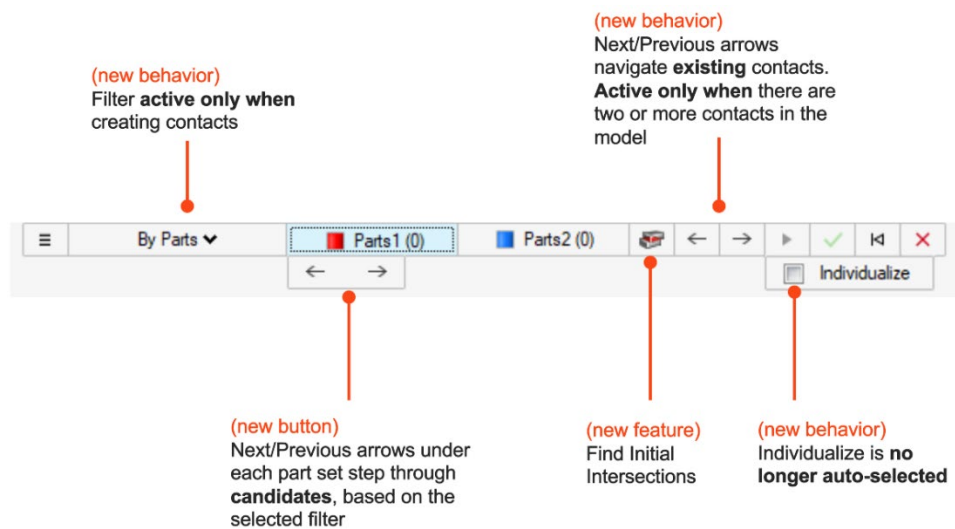 (new behavior)
Next/Previous arrows
navigate existing contacts.
Active only when there are
two or more contacts in the
model
(new behavior)
Filter active only when
creating contacts
By Parts
Parts1 (0)
Parts2 (0)
Individualize
(new button)
Next/Previous arrows under
each part set step through
candidates, based on the
selected filter
(new feature)
Find Initial
Intersections
(new behavior)
Individualize is no
longer auto-selected